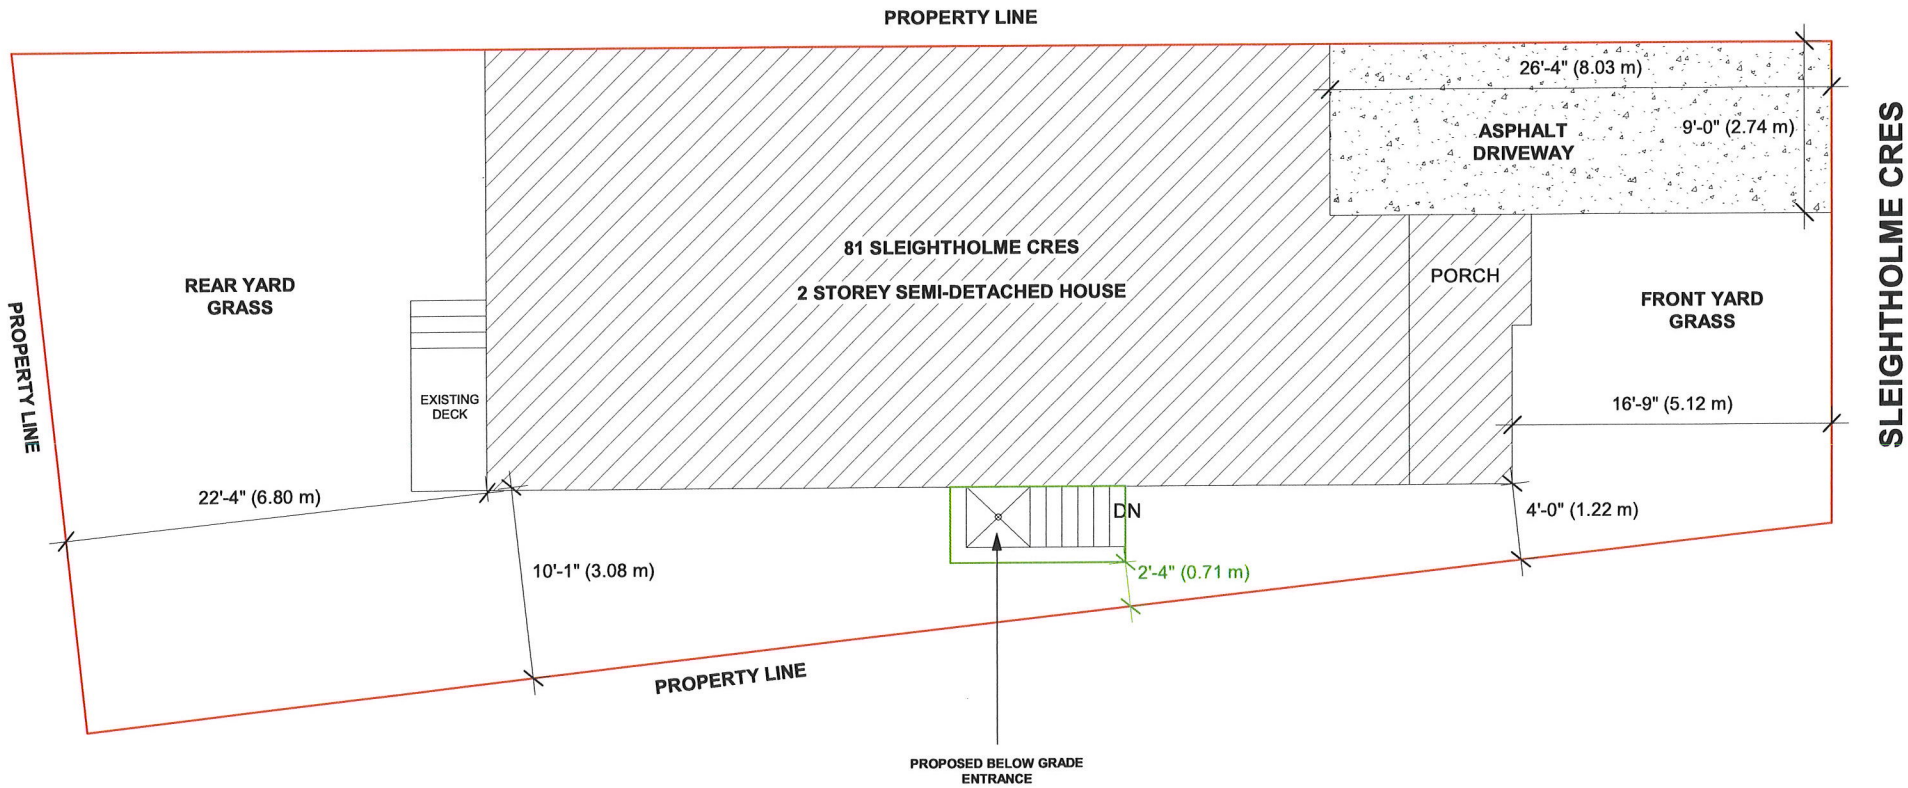 PROPERTY LINE
26'-4" (8.03 m)
9'-0" (2.74 m)
ASPHALT
DRIVEWAY
SLEIGHTHOLME CRES
81 SLEIGHTHOLME CRES
2 STOREY SEMI-DETACHED HOUSE
PORCH
REAR YARD
GRASS
FRONT YARD
GRASS
PROPERTY LINE
EXISTING
DECK
16'-9" (5.12 m)
22'-4" (6.80 m)
DN
4'-0" (1.22 m)
10'-1" (3.08 m)
2'-4" (0.71 m)
PROPERTY LINE
PROPOSED BELOW GRADE
ENTRANCE